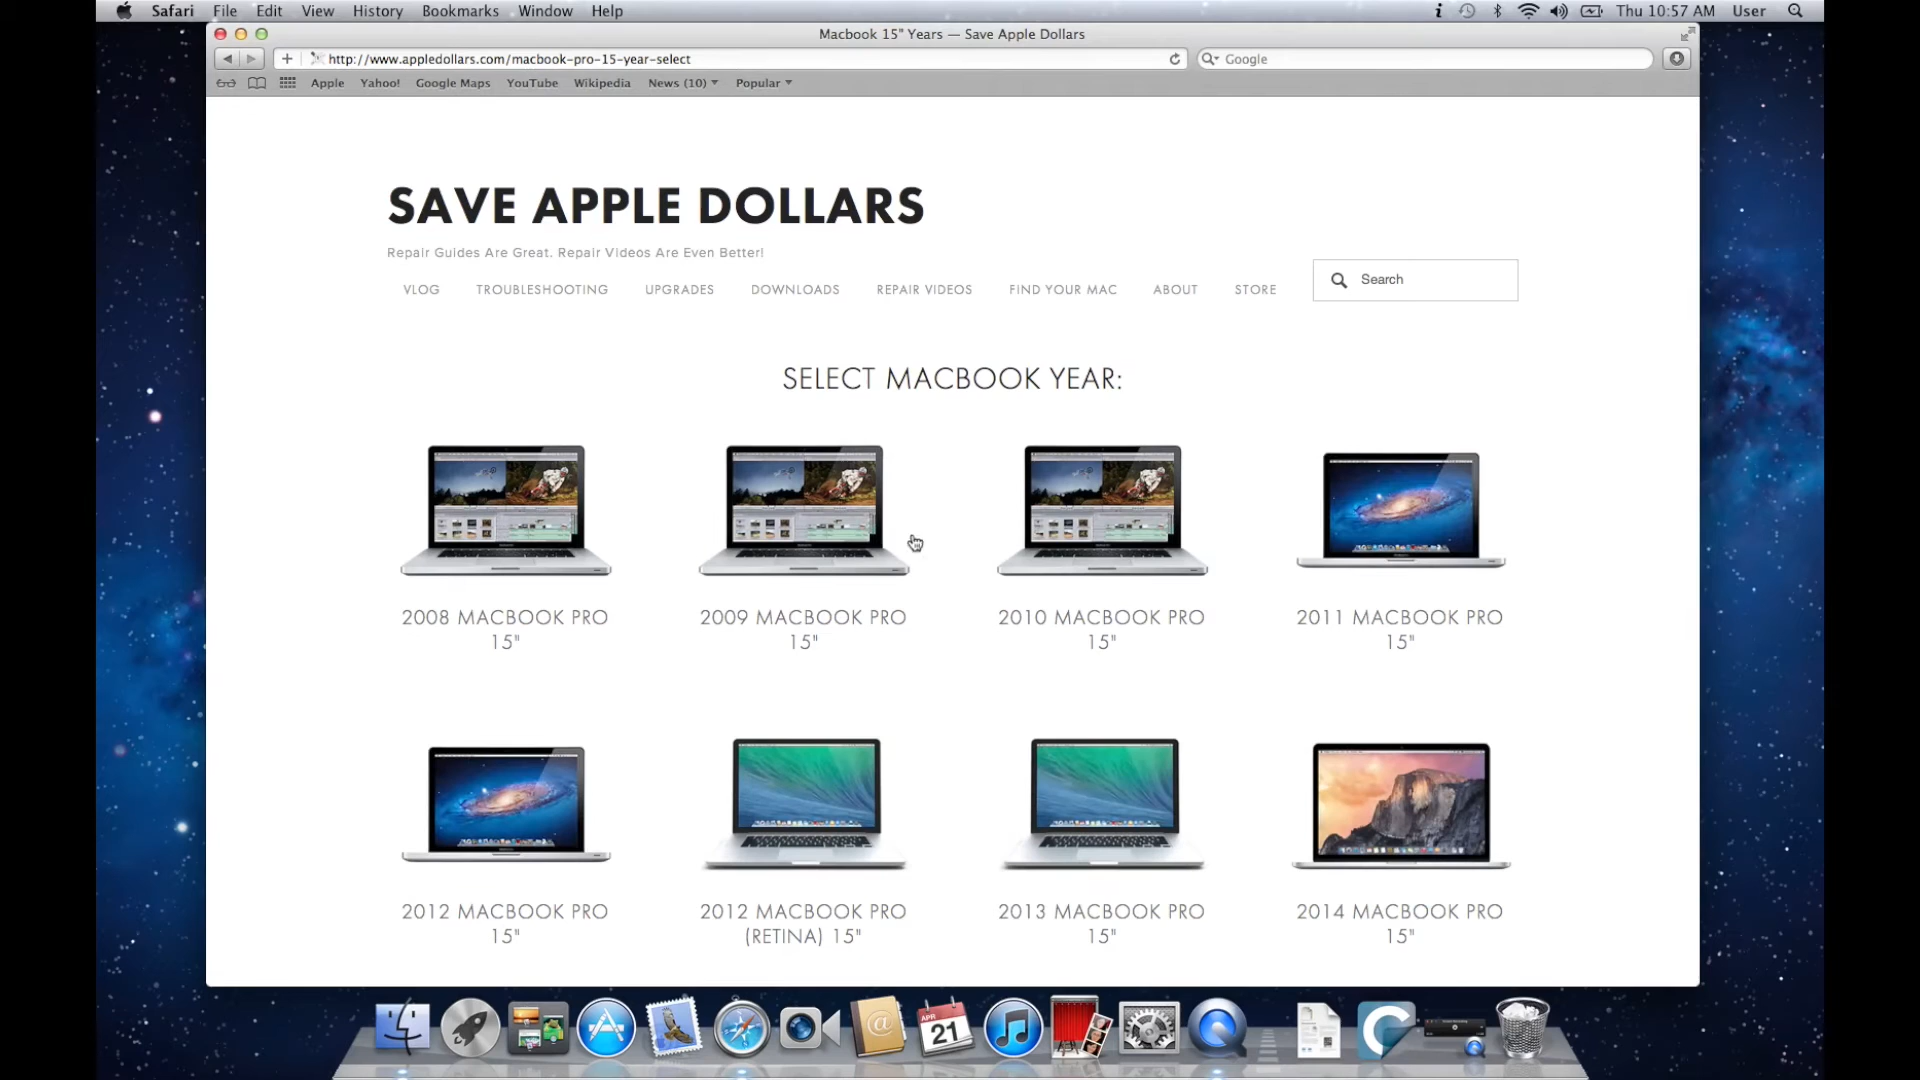 Safari File Edit View History Bookmarks Window Help Thu 10:57 AM User
Macbook 15" Years — Save Apple Dollars
http://www.appledollars.com/macbook-pro-15-year-select Google
Apple Yahoo! Google Maps YouTube Wikipedia News (10) Popular
SAVE APPLE DOLLARS
Repair Guides Are Great. Repair Videos Are Even Better!
VLOG TROUBLESHOOTING UPGRADES DOWNLOADS REPAIR VIDEOS FIND YOUR MAC ABOUT STORE Search
SELECT MACBOOK YEAR:
2008 MACBOOK PRO 15"
2009 MACBOOK PRO 15"
2010 MACBOOK PRO 15"
2011 MACBOOK PRO 15"
2012 MACBOOK PRO 15"
2012 MACBOOK PRO (RETINA) 15"
2013 MACBOOK PRO 15"
2014 MACBOOK PRO 15"
APR
21